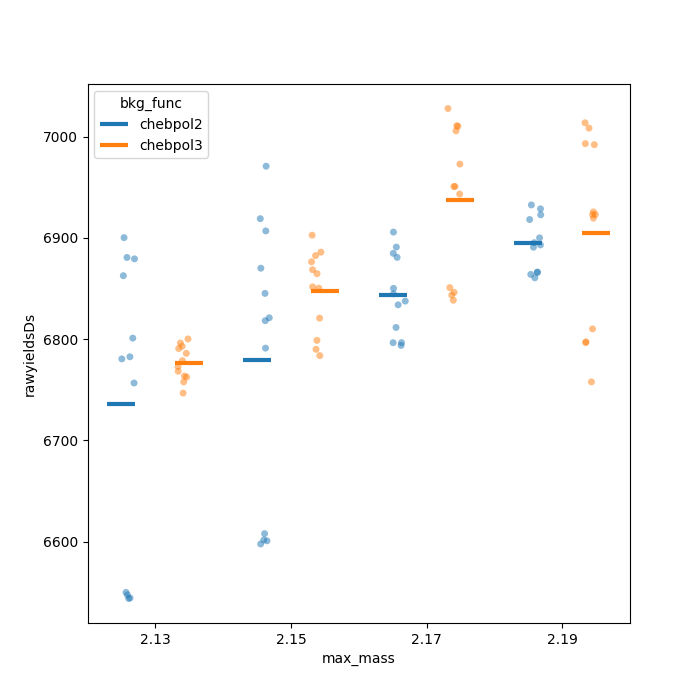 bkg_func
chebpol2
chebpol3
7000
6900
6800
6700
6600
rawyieldsDs
2.13
2.15
2.17
2.19
max_mass